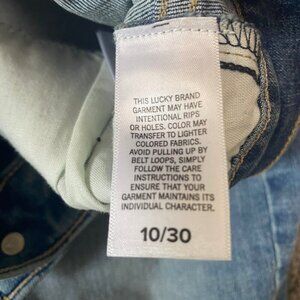 THIS LUCKY BRAND
GARMENT MAY HAVE
INTENTIONAL RIPS
OR HOLES. COLOR MAY
TRANSFER TO LIGHTER
COLORED FABRICS.
AVOID PULLING UP BY
BELT LOOPS, SIMPLY
FOLLOW THE CARE
INSTRUCTIONS TO
ENSURE THAT YOUR
GARMENT MAINTAINS
ITS INDIVIDUAL CHARACTER.
10/30